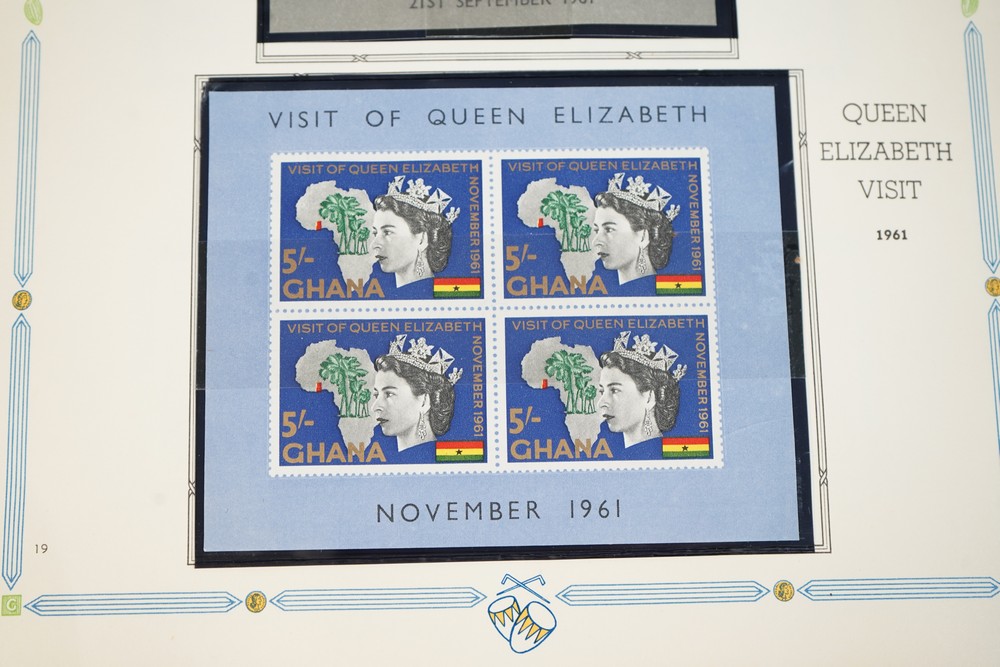 21ST SEPTEMBER 1961
VISIT OF QUEEN ELIZABETH
VISIT OF QUEEN ELIZABETH
NOVEMBER 1961
5/-
GHANA
VISIT OF QUEEN ELIZABETH
NOVEMBER 1961
5/-
GHANA
VISIT OF QUEEN ELIZABETH
NOVEMBER 1961
5/-
GHANA
VISIT OF QUEEN ELIZABETH
NOVEMBER 1961
5/-
GHANA
NOVEMBER 1961
QUEEN
ELIZABETH
VISIT
1961
19
C